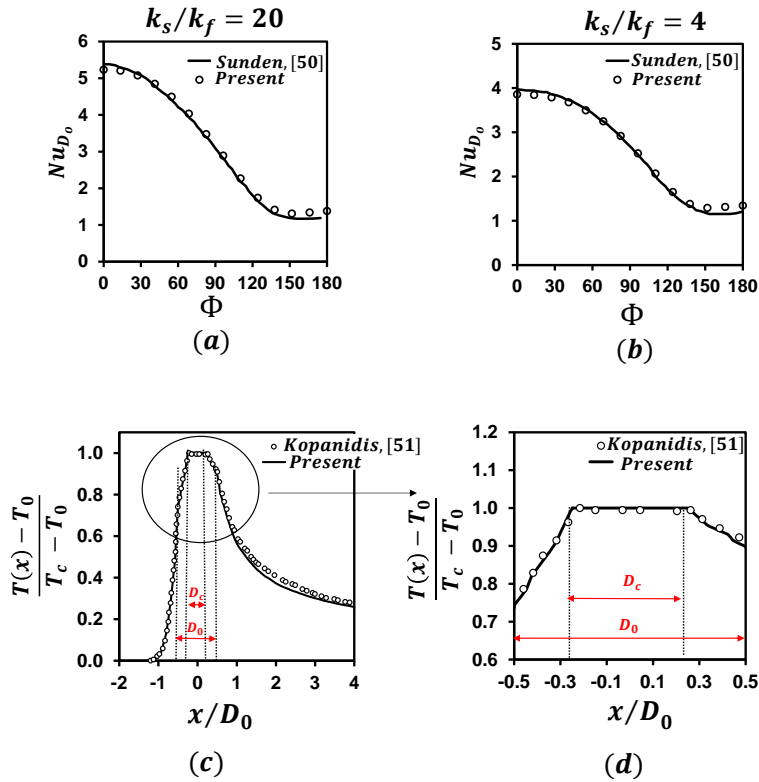 k_s/k_f = 20
Sunden, [50]
Present
Nu_{D_o}
6
5
4
3
2
1
0
0 30 60 90 120 150 180
Φ
(a)
k_s/k_f = 4
Sunden, [50]
Present
Nu_{D_o}
5
4
3
2
1
0
0 30 60 90 120 150 180
Φ
(b)
Kopanidis, [51]
Present
T(x) − T_0
T_c − T_0
1.0
0.8
0.6
0.4
0.2
0.0
D_c
D_0
-2 -1 0 1 2 3 4
x/D_0
(c)
Kopanidis, [51]
Present
T(x) − T_0
T_c − T_0
1.2
1.1
1.0
0.9
0.8
0.7
0.6
D_c
D_0
-0.5 -0.3 -0.1 0.1 0.3 0.5
x/D_0
(d)